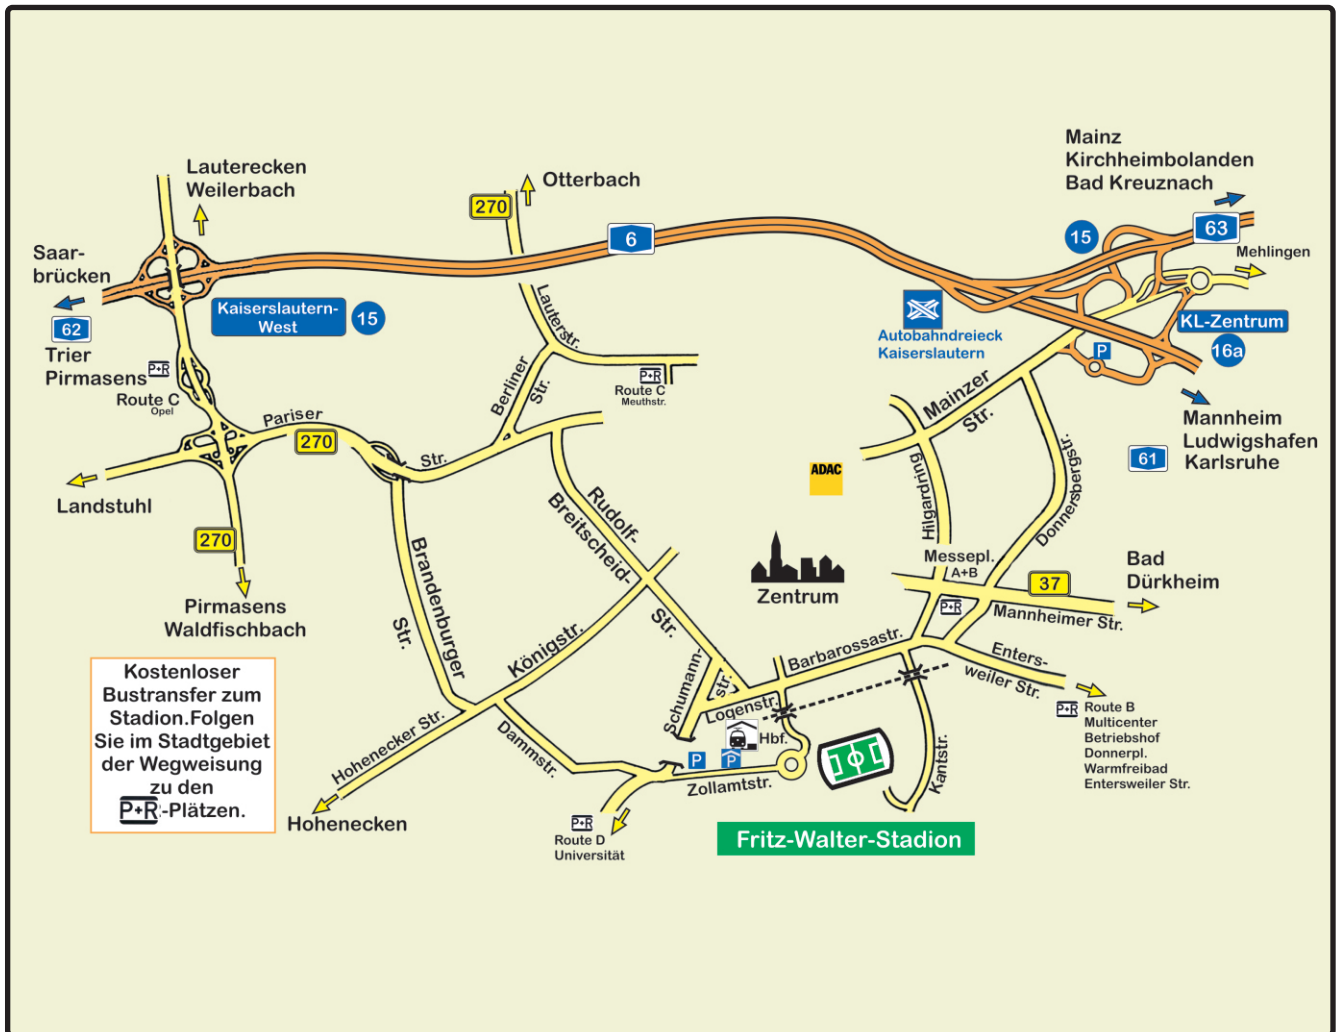 Mainz
Kirchheimbolanden
Bad Kreuznach
Lauterecken
Weilerbach
Otterbach
270
6
15
63
Mehlingen
Saar-
brücken
62
Trier
Pirmasens
P+R
Route C
Opel
Kaiserslautern-
West
15
Lauterstr.
Berliner
Str.
P+R
Route C
Meuthstr.
Autobahndreieck
Kaiserslautern
KL-Zentrum
16a
P
Mainzer
Str.
Mannheim
Ludwigshafen
Karlsruhe
61
Pariser
270
Str.
Landstuhl
270
Pirmasens
Waldfischbach
ADAC
Hilgardring
Donnersbergstr.
Rudolf-
Breitscheid-
Str.
Brandenburger
Str.
Zentrum
Messepl.
A+B
P+R
37
Mannheimer Str.
Bad
Dürkheim
Königstr.
Schumann-
str.
Barbarossastr.
Logenstr.
Enters-
weiler Str.
P+R
Route B
Multicenter
Betriebshof
Donnerpl.
Warmfreibad
Entersweiler Str.
Kostenloser
Bustransfer zum
Stadion.Folgen
Sie im Stadtgebiet
der Wegweisung
zu den
P+R-Plätzen.
Hohenecker Str.
Dammstr.
Hbf.
P
P
Zollamtstr.
Kantstr.
Hohenecken
P+R
Route D
Universität
Fritz-Walter-Stadion